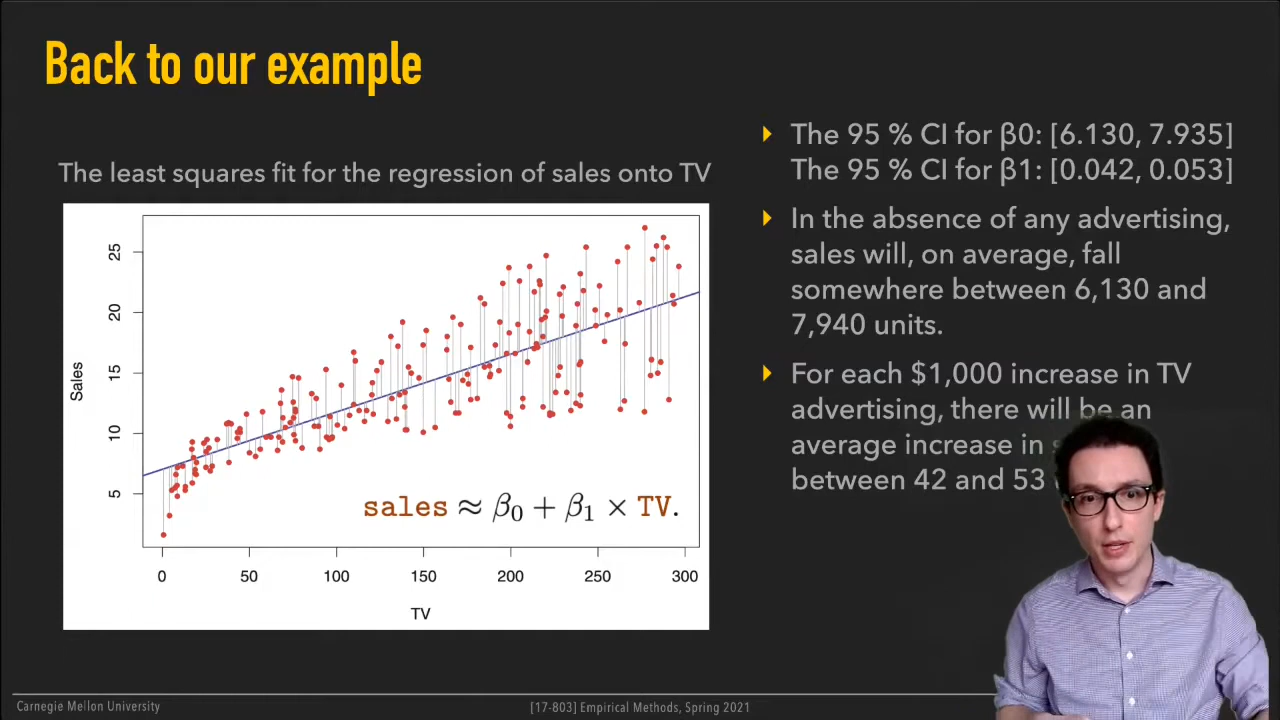 Back to our example
The least squares fit for the regression of sales onto TV
25
20
15
10
5
Sales
0 50 100 150 200 250 300
TV
sales ≈ β0 + β1 × TV.
The 95 % CI for β0: [6.130, 7.935]
The 95 % CI for β1: [0.042, 0.053]
In the absence of any advertising,
sales will, on average, fall
somewhere between 6,130 and
7,940 units.
For each $1,000 increase in TV
advertising, there will be an
average increase in
between 42 and 53
Carnegie Mellon University
[17-803] Empirical Methods, Spring 2021